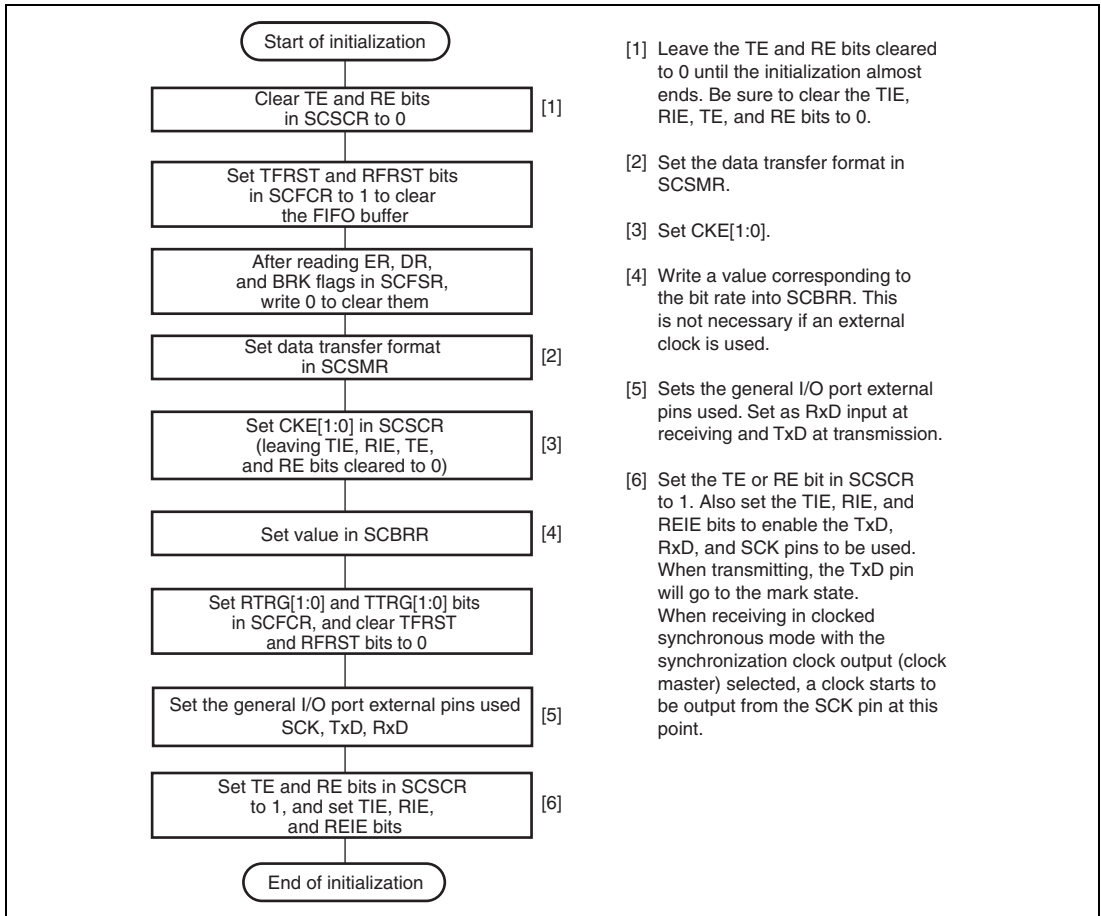 Start of initialization
Clear TE and RE bits
in SCSCR to 0
[1]
Set TFRST and RFRST bits
in SCFCR to 1 to clear
the FIFO buffer
After reading ER, DR,
and BRK flags in SCFSR,
write 0 to clear them
Set data transfer format
in SCSMR
[2]
Set CKE[1:0] in SCSCR
(leaving TIE, RIE, TE,
and RE bits cleared to 0)
[3]
Set value in SCBRR
[4]
Set RTRG[1:0] and TTRG[1:0] bits
in SCFCR, and clear TFRST
and RFRST bits to 0
Set the general I/O port external pins used
SCK, TxD, RxD
[5]
Set TE and RE bits in SCSCR
to 1, and set TIE, RIE,
and REIE bits
[6]
End of initialization
[1] Leave the TE and RE bits cleared
to 0 until the initialization almost
ends. Be sure to clear the TIE,
RIE, TE, and RE bits to 0.
[2] Set the data transfer format in
SCSMR.
[3] Set CKE[1:0].
[4] Write a value corresponding to
the bit rate into SCBRR. This
is not necessary if an external
clock is used.
[5] Sets the general I/O port external
pins used. Set as RxD input at
receiving and TxD at transmission.
[6] Set the TE or RE bit in SCSCR
to 1. Also set the TIE, RIE, and
REIE bits to enable the TxD,
RxD, and SCK pins to be used.
When transmitting, the TxD pin
will go to the mark state.
When receiving in clocked
synchronous mode with the
synchronization clock output (clock
master) selected, a clock starts to
be output from the SCK pin at this
point.